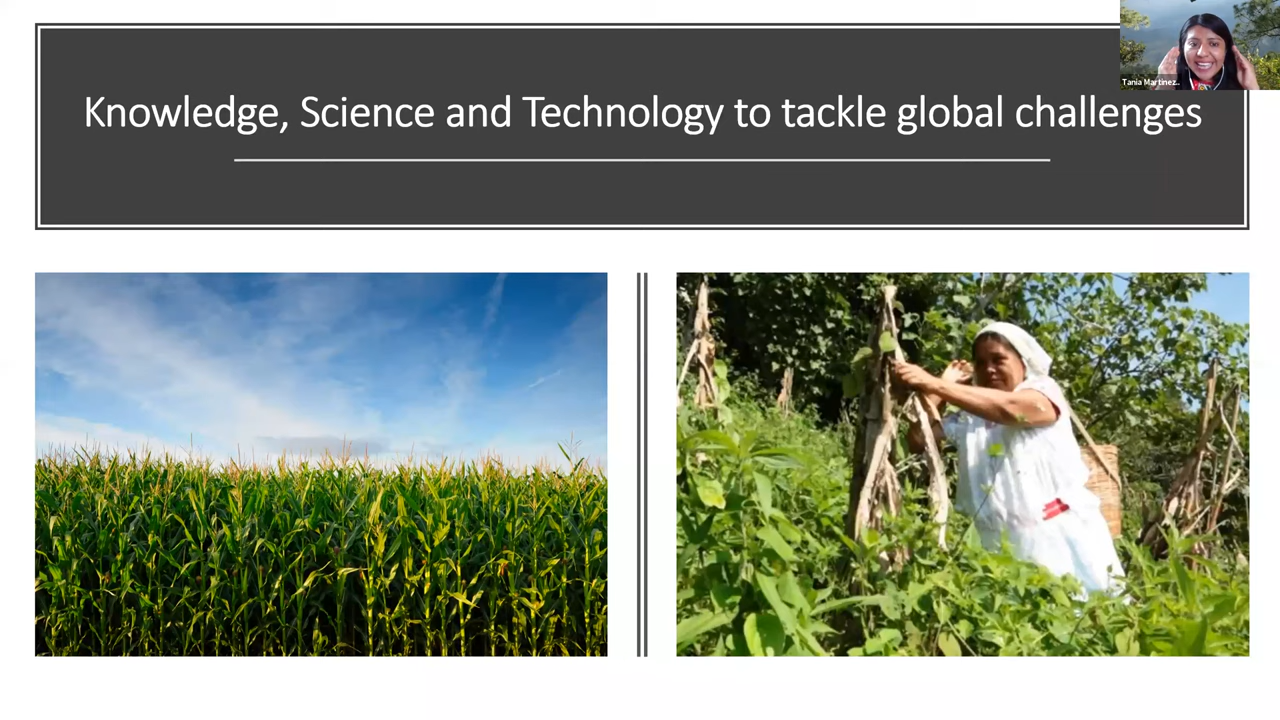 Knowledge, Science and Technology to tackle global challenges
Tania Martinez..